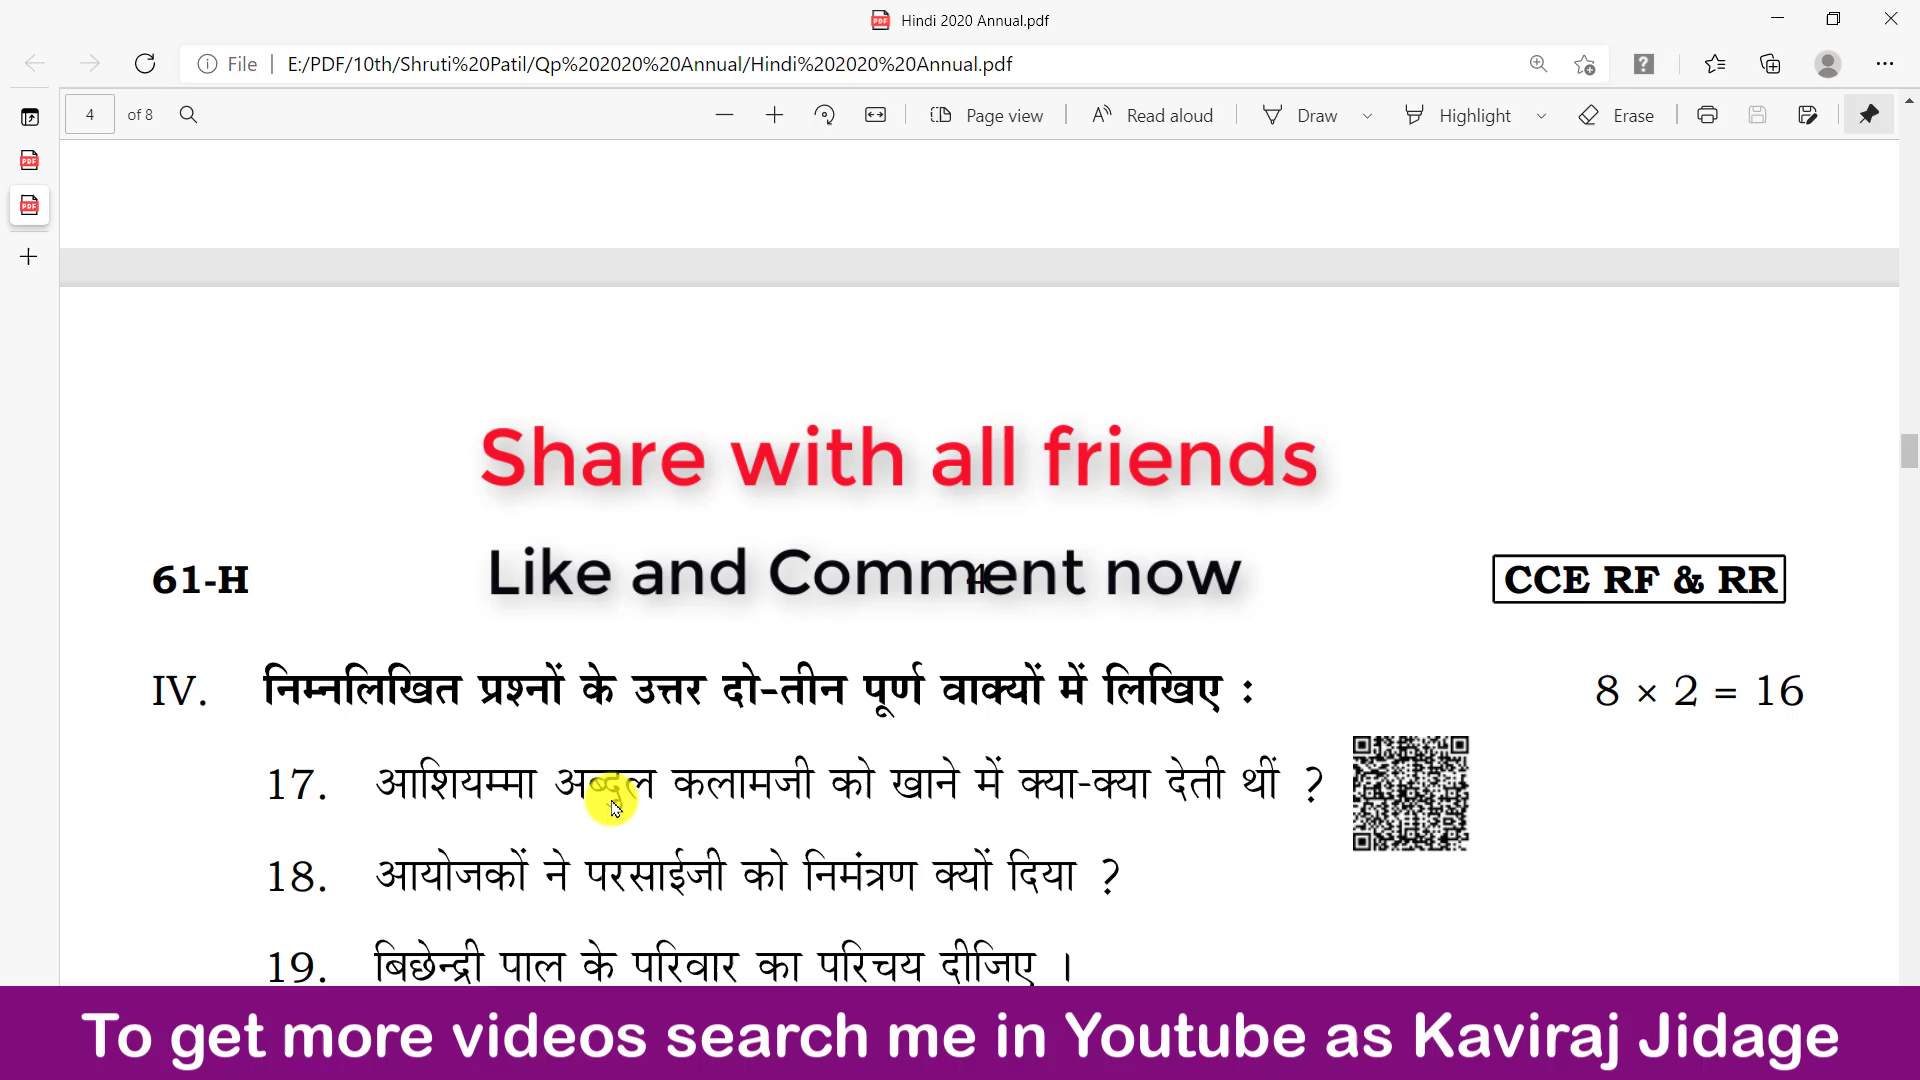 Hindi 2020 Annual.pdf
File | E:/PDF/10th/Shruti%20Patil/Qp%202020%20Annual/Hindi%202020%20Annual.pdf
4 of 8 Page view Read aloud Draw Highlight Erase
Share with all friends
61-H Like and Comment now 4 CCE RF & RR
IV. निम्नलिखित प्रश्नों के उत्तर दो-तीन पूर्ण वाक्यों में लिखिए : 8 × 2 = 16
17. आशियम्मा अब्दुल कलामजी को खाने में क्या-क्या देती थीं ?
18. आयोजकों ने परसाईजी को निमंत्रण क्यों दिया ?
19. बिछेन्द्री पाल के परिवार का परिचय दीजिए ।
To get more videos search me in Youtube as Kaviraj Jidage